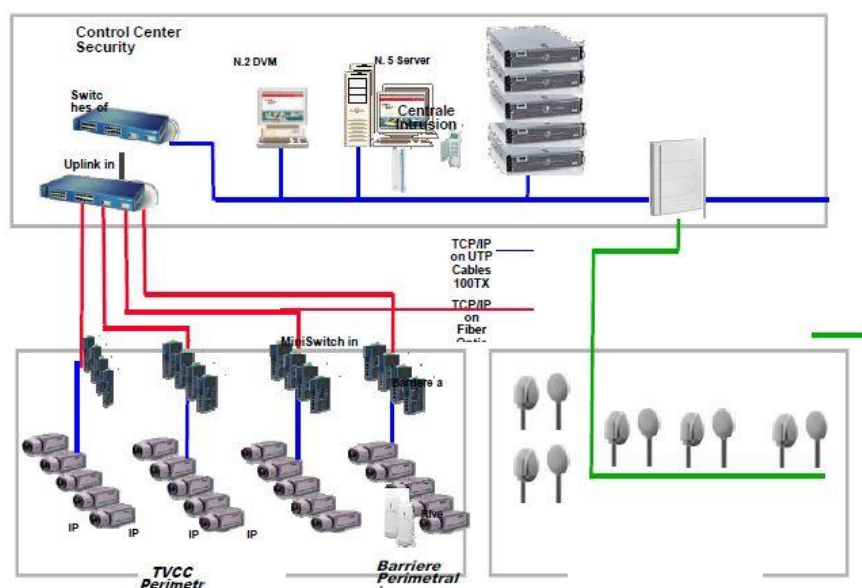 Control Center
Security
N.2 DVM
N. 5 Server
Switc
hes of
Centrale
Intrusion
Uplink in
TCP/IP
on UTP
Cables
100TX
TCP/IP
on
Fiber
Optic
MiniSwitch in
Barriere a
Rive
IP
IP
IP
IP
TVCC
Perimetr
Barriere
Perimetral